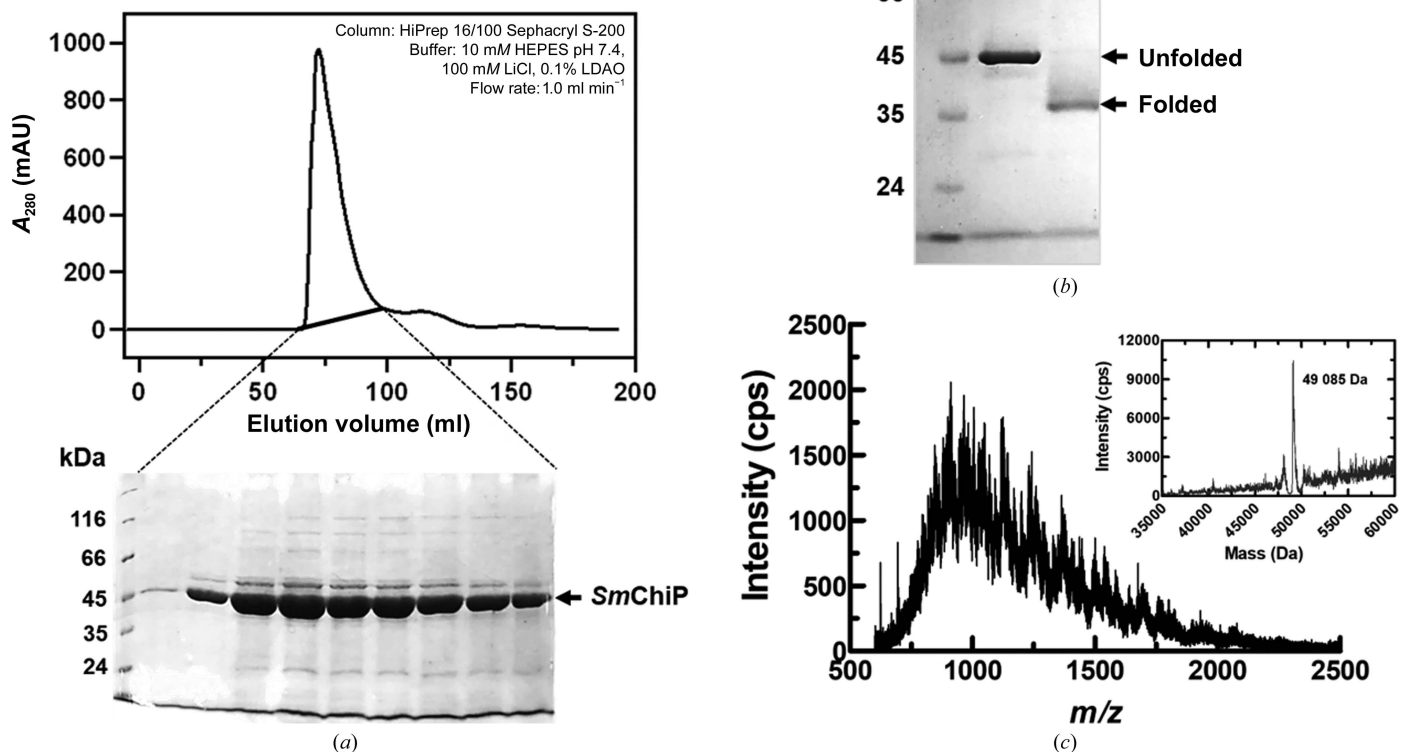 Column: HiPrep 16/100 Sephacryl S-200
Buffer: 10 mM HEPES pH 7.4,
100 mM LiCl, 0.1% LDAO
Flow rate: 1.0 ml min⁻¹
A280 (mAU)
1000
800
600
400
200
0
0 50 100 150 200
Elution volume (ml)
kDa
116
66
45
35
24
SmChiP
(a)
45
35
24
Unfolded
Folded
(b)
Intensity (cps)
2500
2000
1500
1000
500
0
500 1000 1500 2000 2500
m/z
Intensity (cps)
12000
9000
6000
3000
0
49 085 Da
35000 40000 45000 50000 55000 60000
Mass (Da)
(c)